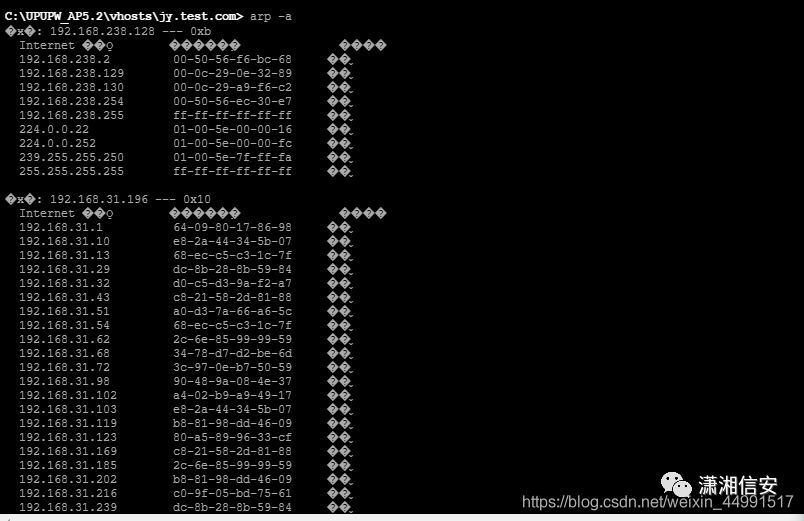 C:\UPUPW_AP5.2\vhosts\jy.test.com> arp -a
192.168.238.128 --- 0xb
Internet
192.168.238.2 00-50-56-f6-bc-68
192.168.238.129 00-0c-29-0e-32-89
192.168.238.130 00-0c-29-a9-f6-c2
192.168.238.254 00-50-56-ec-30-e7
192.168.238.255 ff-ff-ff-ff-ff-ff
224.0.0.22 01-00-5e-00-00-16
224.0.0.252 01-00-5e-00-00-fc
239.255.255.250 01-00-5e-7f-ff-fa
255.255.255.255 ff-ff-ff-ff-ff-ff
192.168.31.196 --- 0x10
Internet
192.168.31.1 64-09-80-17-86-98
192.168.31.10 e8-2a-44-34-5b-07
192.168.31.13 68-ec-c5-c3-1c-7f
192.168.31.29 dc-8b-28-8b-59-84
192.168.31.32 d0-c5-d3-9a-f2-a7
192.168.31.43 c8-21-58-2d-81-88
192.168.31.51 a0-d3-7a-66-a6-5c
192.168.31.54 68-ec-c5-c3-1c-7f
192.168.31.62 2c-6e-85-99-99-59
192.168.31.68 34-78-d7-d2-be-6d
192.168.31.72 3c-97-0e-b7-50-59
192.168.31.98 90-48-9a-08-4e-37
192.168.31.102 a4-02-b9-a9-49-17
192.168.31.103 e8-2a-44-34-5b-07
192.168.31.119 b8-81-98-dd-46-09
192.168.31.123 80-a5-89-96-33-cf
192.168.31.169 c8-21-58-2d-81-88
192.168.31.185 2c-6e-85-99-99-59
192.168.31.202 b8-81-98-dd-46-09
192.168.31.216 c0-9f-05-bd-75-61
192.168.31.239 dc-8b-28-8b-59-84
潇湘信安
https://blog.csdn.net/weixin_44991517